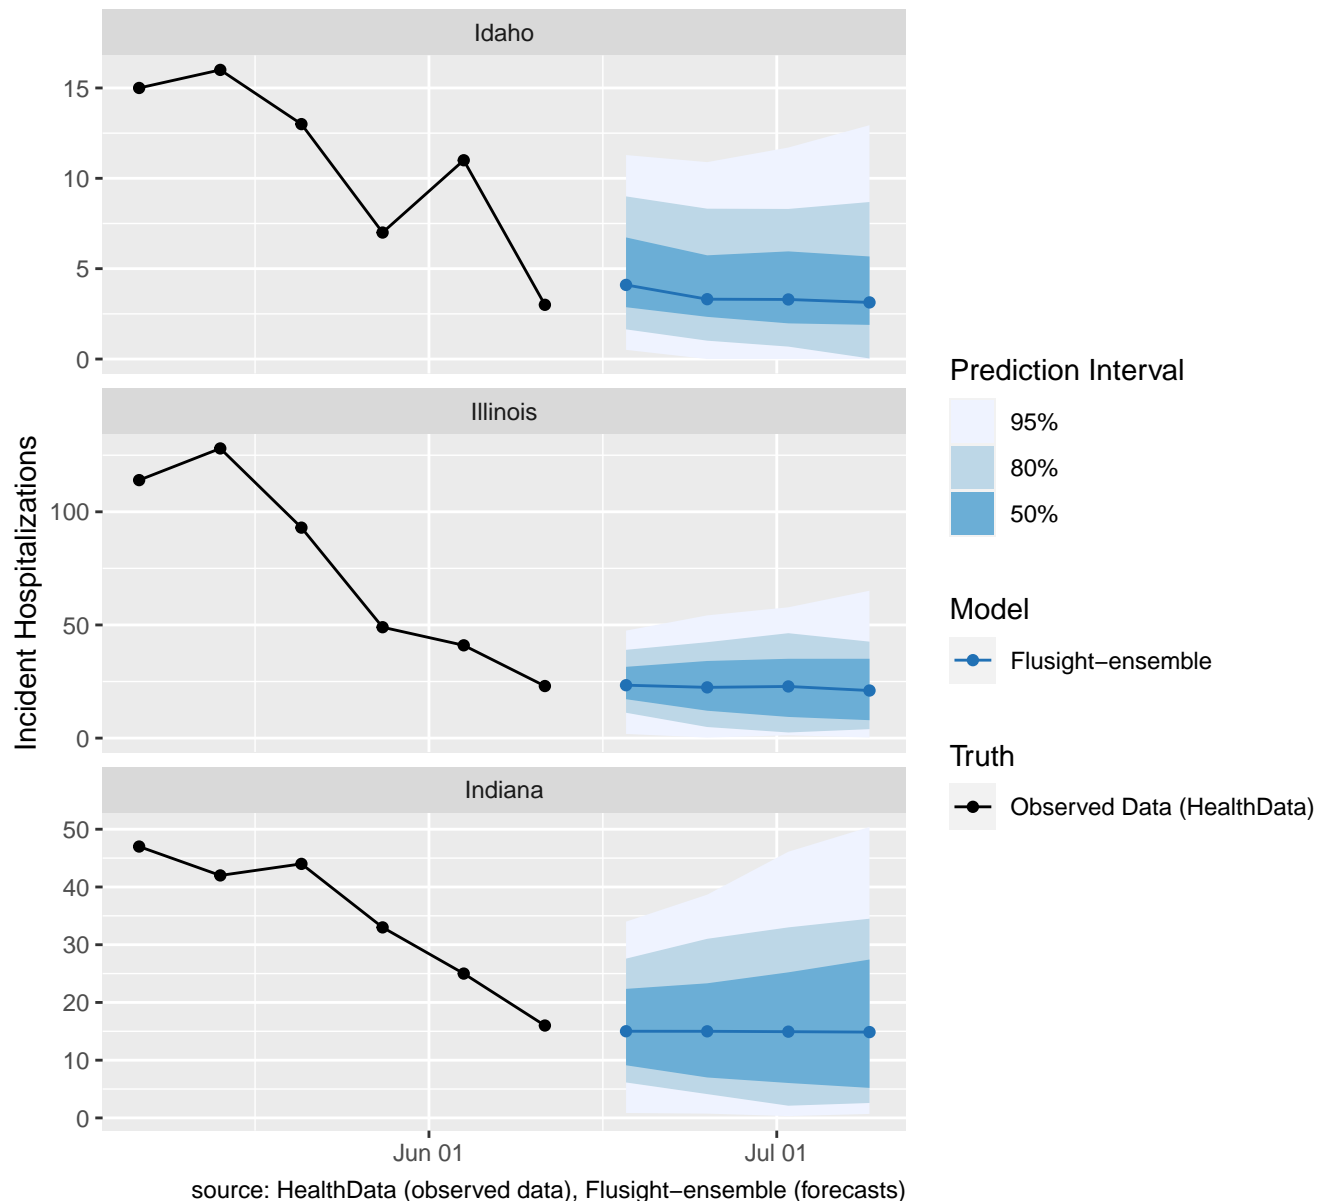 Idaho
15
10
5
0
Illinois
100
50
0
Indiana
50
40
30
20
10
0
Jun 01
Jul 01
Incident Hospitalizations
source: HealthData (observed data), Flusight−ensemble (forecasts)
Prediction Interval
95%
80%
50%
Model
Flusight−ensemble
Truth
Observed Data (HealthData)